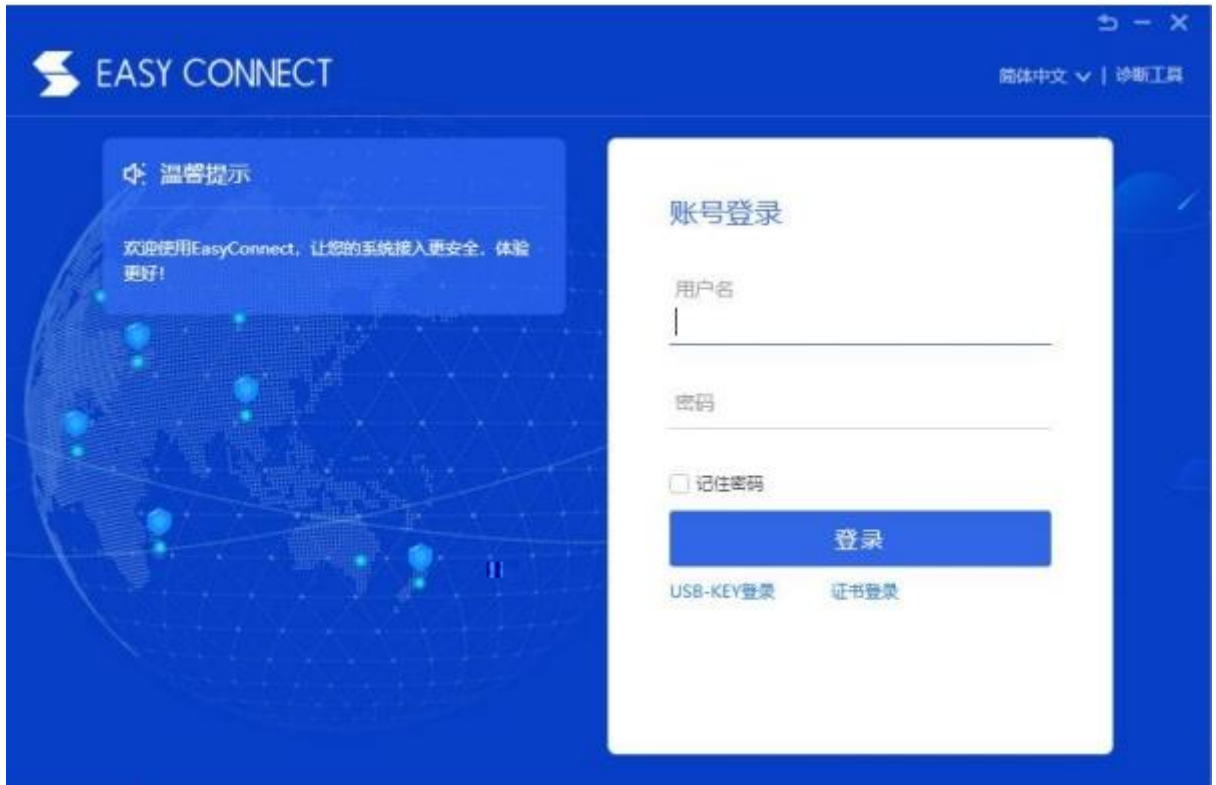 EASY CONNECT
简体中文 | 诊断工具
温馨提示
欢迎使用EasyConnect，让您的系统接入更安全、体验
更好！
账号登录
用户名
密码
记住密码
登录
USB-KEY登录 证书登录